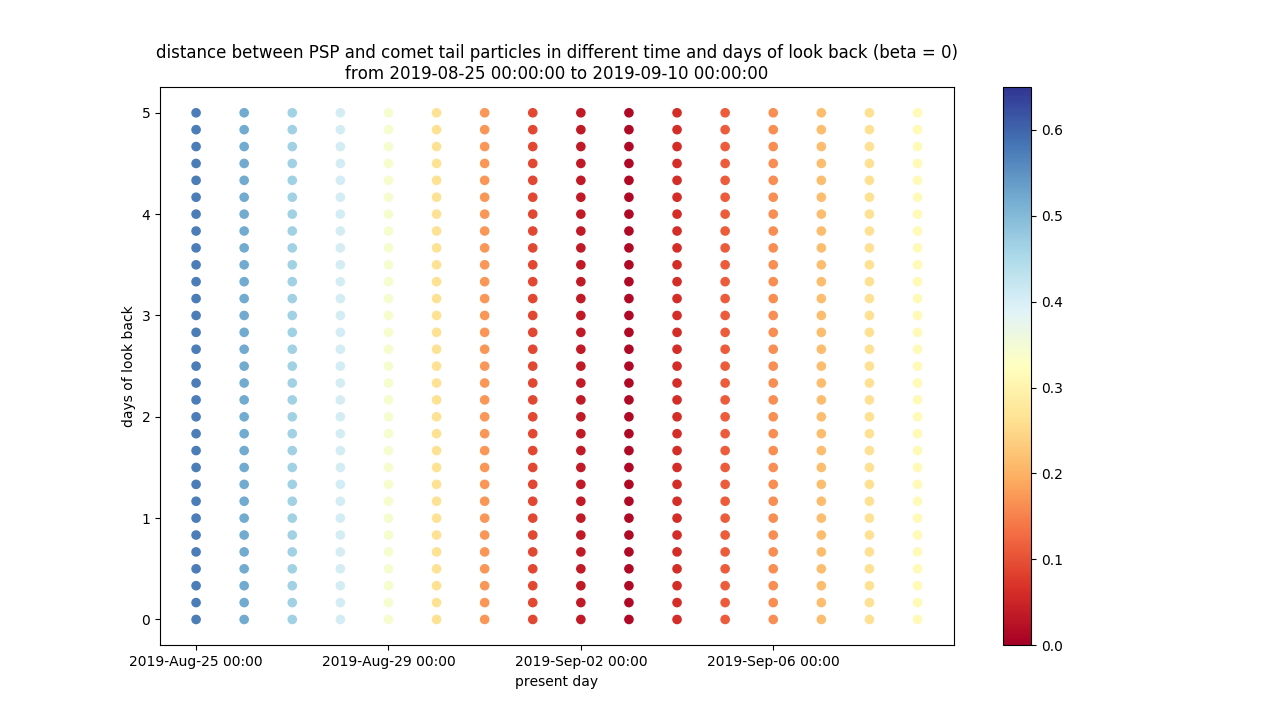 distance between PSP and comet tail particles in different time and days of look back (beta = 0)
from 2019-08-25 00:00:00 to 2019-09-10 00:00:00
5
4
3
2
1
0
days of look back
2019-Aug-25 00:00 2019-Aug-29 00:00 2019-Sep-02 00:00 2019-Sep-06 00:00
present day
0.6
0.5
0.4
0.3
0.2
0.1
0.0